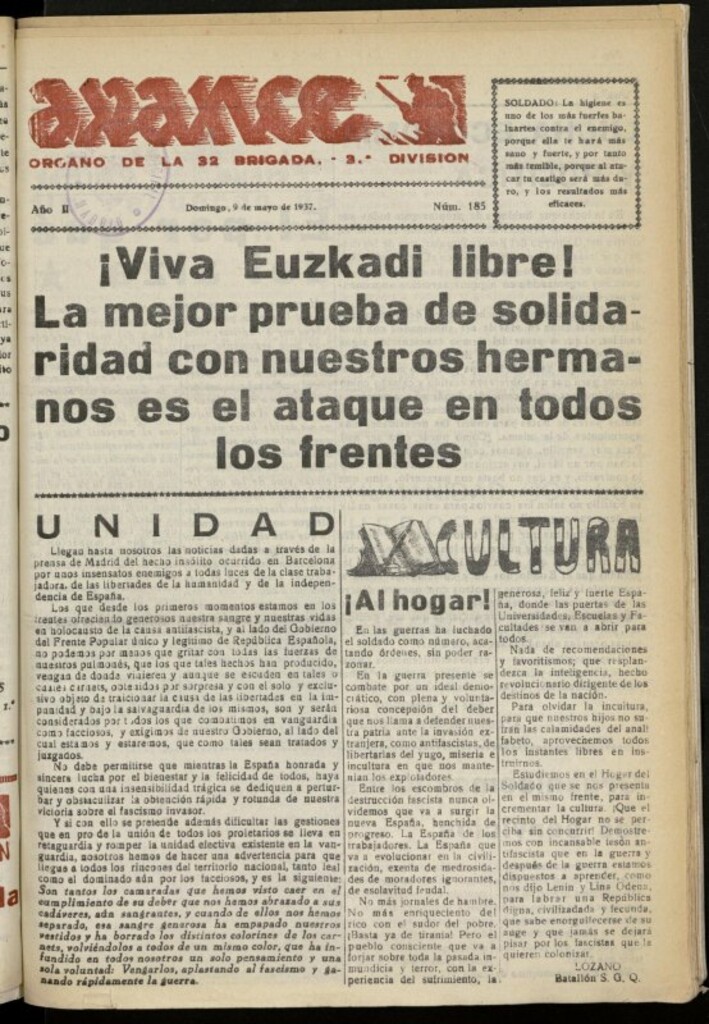 avance
ORGANO DE LA 32 BRIGADA. - 3.ª DIVISION
SOLDADO: La higiene es
uno de los más fuertes ba-
luartes contra el enemigo,
porque ella te hará más
sano y fuerte, y por tanto
más temible, porque al ata-
car tu castigo será más du-
ro, y los resultados más
eficaces.
Año II
Domingo, 9 de mayo de 1937.
Núm. 185
¡Viva Euzkadi libre!
La mejor prueba de solida-
ridad con nuestros herma-
nos es el ataque en todos
los frentes
UNIDAD
Llegan hasta nosotros las noticias dadas a través de la
prensa de Madrid del hecho insólito ocurrido en Barcelona
por unos insensatos enemigos a todas luces de la clase traba-
jadora, de las libertades de la humanidad y de la indepen-
dencia de España.
Los que desde los primeros momentos estamos en los
frentes ofreciendo generosos nuestra sangre y nuestras vidas
en holocausto de la causa antifascista, y al lado del Gobierno
del Frente Popular único y legítimo de República Española,
no podemos por menos que gritar con todas las fuerzas de
nuestros pulmones, que los que tales hechos han producido,
vengan de donde vinieren y aunque se escuden en tales o
cuales carnets, obtenidos por sorpresa y con el solo y exclu-
sivo objeto de traicionar la causa de las libertades en la im-
punidad y bajo la salvaguardia de los mismos, son y serán
considerados por todos los que combatimos en vanguardia
como facciosos, y exigimos de nuestro Gobierno, al lado del
cual estamos y estaremos, que como tales sean tratados y
juzgados.
No debe permitirse que mientras la España honrada y
sincera lucha por el bienestar y la felicidad de todos, haya
quienes con una insensibilidad trágica se dediquen a pertur-
bar y obstaculizar la obtención rápida y rotunda de nuestra
victoria sobre el fascismo invasor.
Y si con ello se pretende además dificultar las gestiones
que en pro de la unión de todos los proletarios se lleva en
retaguardia y romper la unidad efectiva existente en la van-
guardia, nosotros hemos de hacer una advertencia para que
llegue a todos los rincones del territorio nacional, tanto leal
como el dominado aún por los facciosos, y es la siguiente:
Son tantos los camaradas que hemos visto caer en el
cumplimiento de su deber que nos hemos abrazado a sus
cadáveres, aún sangrantes, y cuando de ellos nos hemos
separado, esa sangre generosa ha empapado nuestros
vestidos y ha borrado los distintos colorines de los car-
nets, volviéndolos a todos de un mismo color, que ha in-
fundido en todos nosotros un solo pensamiento y una
sola voluntad: Vengarlos, aplastando al fascismo y ga-
nando rápidamente la guerra.
CULTURA
¡Al hogar!
En las guerras ha luchado
el soldado como número, aca-
tando órdenes, sin poder ra-
zonar.
En la guerra presente se
combate por un ideal demo-
crático, con plena y volunta-
riosa concepción del deber
que nos llama a defender nues-
tra patria ante la invasión ex-
tranjera, como antifascistas, de
libertarias del yugo, miseria e
incultura en que nos mante-
nían los explotadores.
Entre los escombros de la
destrucción fascista nunca ol-
videmos que va a surgir la
nueva España, henchida de
progreso. La España de los
trabajadores. La España que
va a evolucionar en la civili-
zación, exenta de medrosida-
des de moradores ignorantes,
de esclavitud feudal.
No más jornales de hambre.
No más enriqueciento del
rico con el sudor del pobre.
¡Basta ya de tiranía! Pero el
pueblo consciente que va a
forjar sobre toda la pasada in-
mundicia y terror, con la ex-
periencia del sufrimiento, la
generosa, feliz y fuerte Espa-
ña, donde las puertas de las
Universidades, Escuelas y Fa-
cultades se van a abrir para
todos.
Nada de recomendaciones
y favoritismos; que resplan-
dezca la inteligencia, hecho
revolucionario dirigente de los
destinos de la nación.
Para olvidar la incultura,
para que nuestros hijos no su-
fran las calamidades del anal-
fabeto, aprovechemos todos
los instantes libres en ins-
truirnos.
Estudiemos en el Hogar del
Soldado que se nos presenta
en el mismo frente, para in-
crementar la cultura. ¡Que el
recinto del Hogar no se per-
ciba sin concurrir! Demostre-
mos con incansable tesón an-
tifascista que en la guerra y
después de la guerra estamos
dispuestos a aprender, como
nos dijo Lenin y Lina Odena,
para labrar una República
digna, civilizada y fecunda,
que sabe enorgullecerse de su
auge y que jamás se dejará
pisar por los fascistas que la
quieren colonizar.
LOZANO
Batallón S. G. Q.